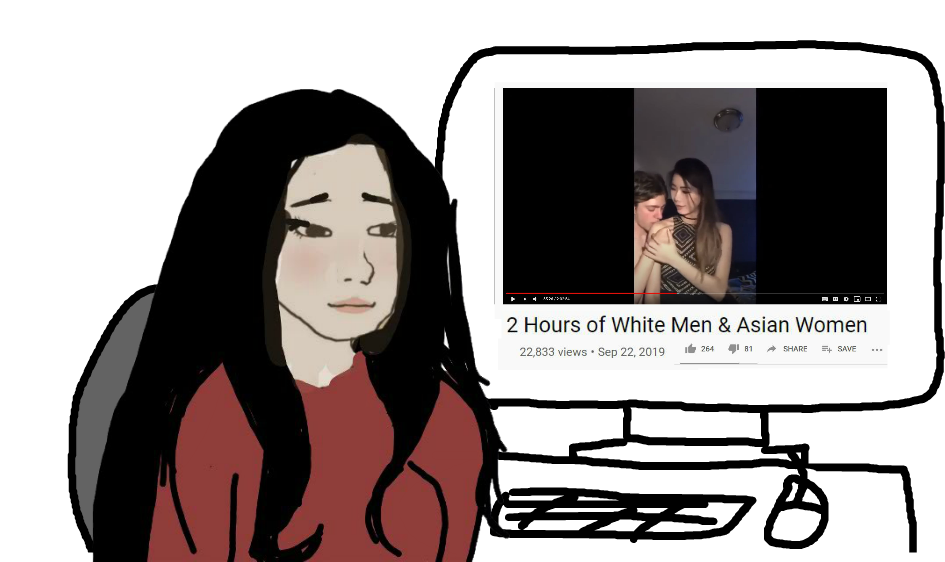 2 Hours of White Men & Asian Women
22,833 views • Sep 22, 2019 264 81 SHARE SAVE